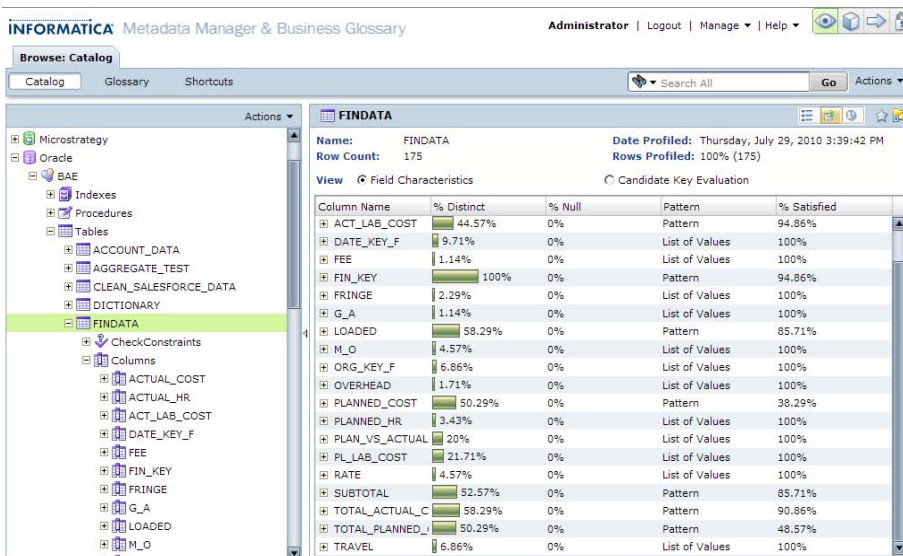 INFORMATICA Metadata Manager & Business Glossary
Administrator | Logout | Manage | Help
Browse: Catalog
Catalog Glossary Shortcuts
Search All Go Actions
Actions
Microstrategy
Oracle
BAE
Indexes
Procedures
Tables
ACCOUNT_DATA
AGGREGATE_TEST
CLEAN_SALESFORCE_DATA
DICTIONARY
FINDATA
CheckConstraints
Columns
ACTUAL_COST
ACTUAL_HR
ACT_LAB_COST
DATE_KEY_F
FEE
FIN_KEY
FRINGE
G_A
LOADED
M_O
FINDATA
Name: FINDATA Date Profiled: Thursday, July 29, 2010 3:39:42 PM
Row Count: 175 Rows Profiled: 100% (175)
View Field Characteristics Candidate Key Evaluation
Column Name % Distinct % Null Pattern % Satisfied
ACT_LAB_COST 44.57% 0% Pattern 94.86%
DATE_KEY_F 9.71% 0% List of Values 100%
FEE 1.14% 0% List of Values 100%
FIN_KEY 100% 0% Pattern 94.86%
FRINGE 2.29% 0% List of Values 100%
G_A 1.14% 0% List of Values 100%
LOADED 58.29% 0% Pattern 85.71%
M_O 4.57% 0% List of Values 100%
ORG_KEY_F 6.86% 0% List of Values 100%
OVERHEAD 1.71% 0% List of Values 100%
PLANNED_COST 50.29% 0% Pattern 38.29%
PLANNED_HR 3.43% 0% List of Values 100%
PLAN_VS_ACTUAL 20% 0% List of Values 100%
PL_LAB_COST 21.71% 0% List of Values 100%
RATE 4.57% 0% List of Values 100%
SUBTOTAL 52.57% 0% Pattern 85.71%
TOTAL_ACTUAL_C 58.29% 0% Pattern 90.86%
TOTAL_PLANNED_ 50.29% 0% Pattern 48.57%
TRAVEL 6.86% 0% List of Values 100%